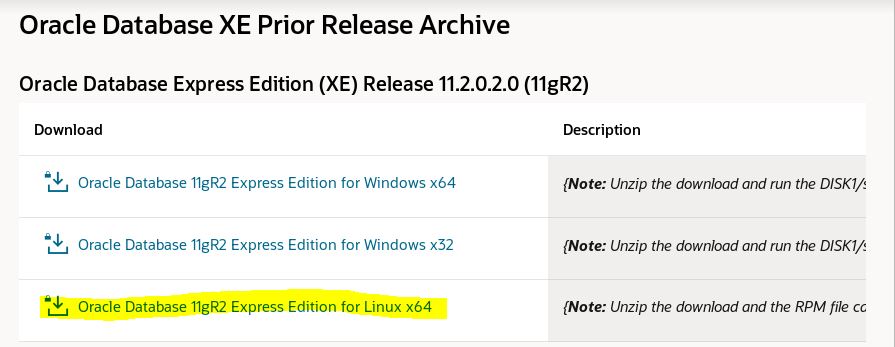 Oracle Database XE Prior Release Archive
Oracle Database Express Edition (XE) Release 11.2.0.2.0 (11gR2)
Download Description
Oracle Database 11gR2 Express Edition for Windows x64 {Note: Unzip the download and run the DISK1/s
Oracle Database 11gR2 Express Edition for Windows x32 {Note: Unzip the download and run the DISK1/s
Oracle Database 11gR2 Express Edition for Linux x64 {Note: Unzip the download and the RPM file ca